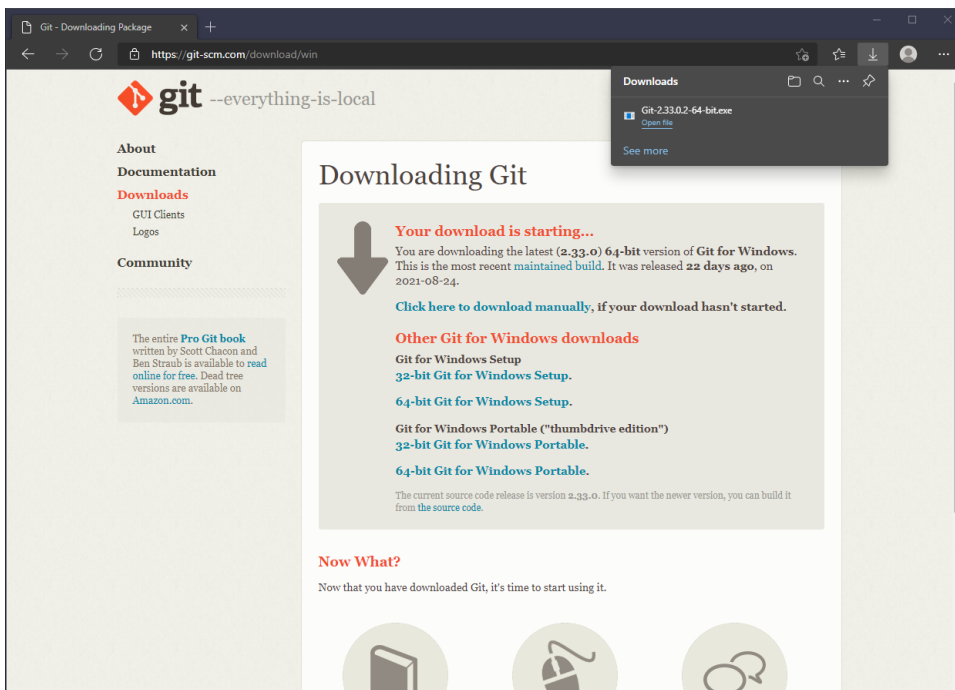 Git - Downloading Package
https://git-scm.com/download/win
Downloads
Git-2.33.0.2-64-bit.exe
Open file
See more
git --everything-is-local
About
Documentation
Downloads
GUI Clients
Logos
Community
The entire Pro Git book
written by Scott Chacon and
Ben Straub is available to read
online for free. Dead tree
versions are available on
Amazon.com.
Downloading Git
Your download is starting...
You are downloading the latest (2.33.0) 64-bit version of Git for Windows.
This is the most recent maintained build. It was released 22 days ago, on
2021-08-24.
Click here to download manually, if your download hasn't started.
Other Git for Windows downloads
Git for Windows Setup
32-bit Git for Windows Setup.
64-bit Git for Windows Setup.
Git for Windows Portable ("thumbdrive edition")
32-bit Git for Windows Portable.
64-bit Git for Windows Portable.
The current source code release is version 2.33.0. If you want the newer version, you can build it
from the source code.
Now What?
Now that you have downloaded Git, it's time to start using it.